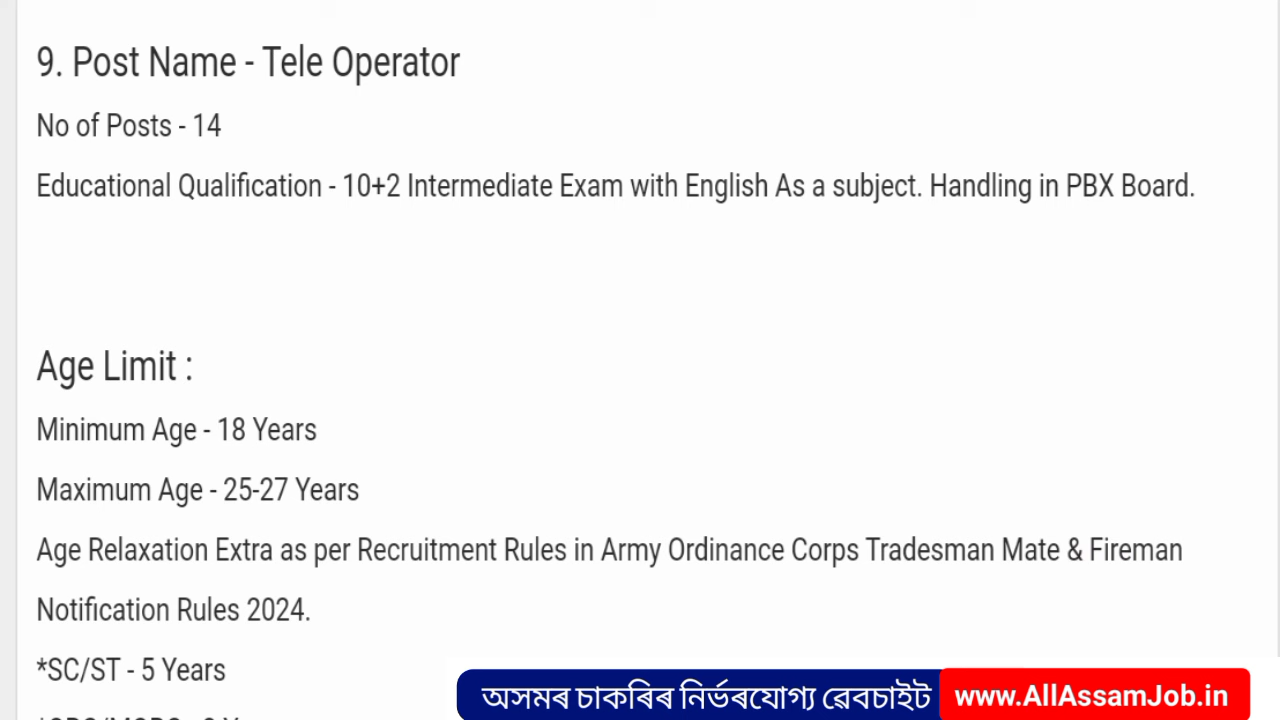 9. Post Name - Tele Operator
No of Posts - 14
Educational Qualification - 10+2 Intermediate Exam with English As a subject. Handling in PBX Board.
Age Limit :
Minimum Age - 18 Years
Maximum Age - 25-27 Years
Age Relaxation Extra as per Recruitment Rules in Army Ordinance Corps Tradesman Mate & Fireman
Notification Rules 2024.
*SC/ST - 5 Years
অসমৰ চাকৰিৰ নিৰ্ভৰযোগ্য ৱেবচাইট www.AllAssamJob.in